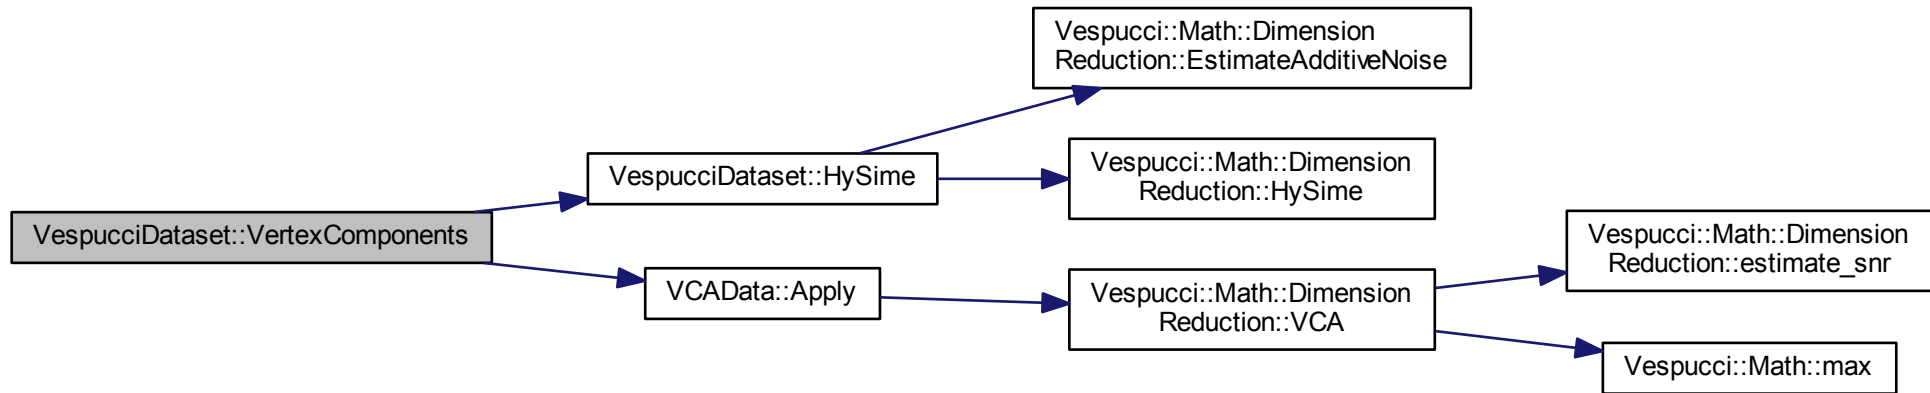 Vespucci::Math::Dimension
Reduction::EstimateAdditiveNoise
VespucciDataset::HySime
Vespucci::Math::Dimension
Reduction::HySime
VespucciDataset::VertexComponents
VCAData::Apply
Vespucci::Math::Dimension
Reduction::VCA
Vespucci::Math::Dimension
Reduction::estimate_snr
Vespucci::Math::max